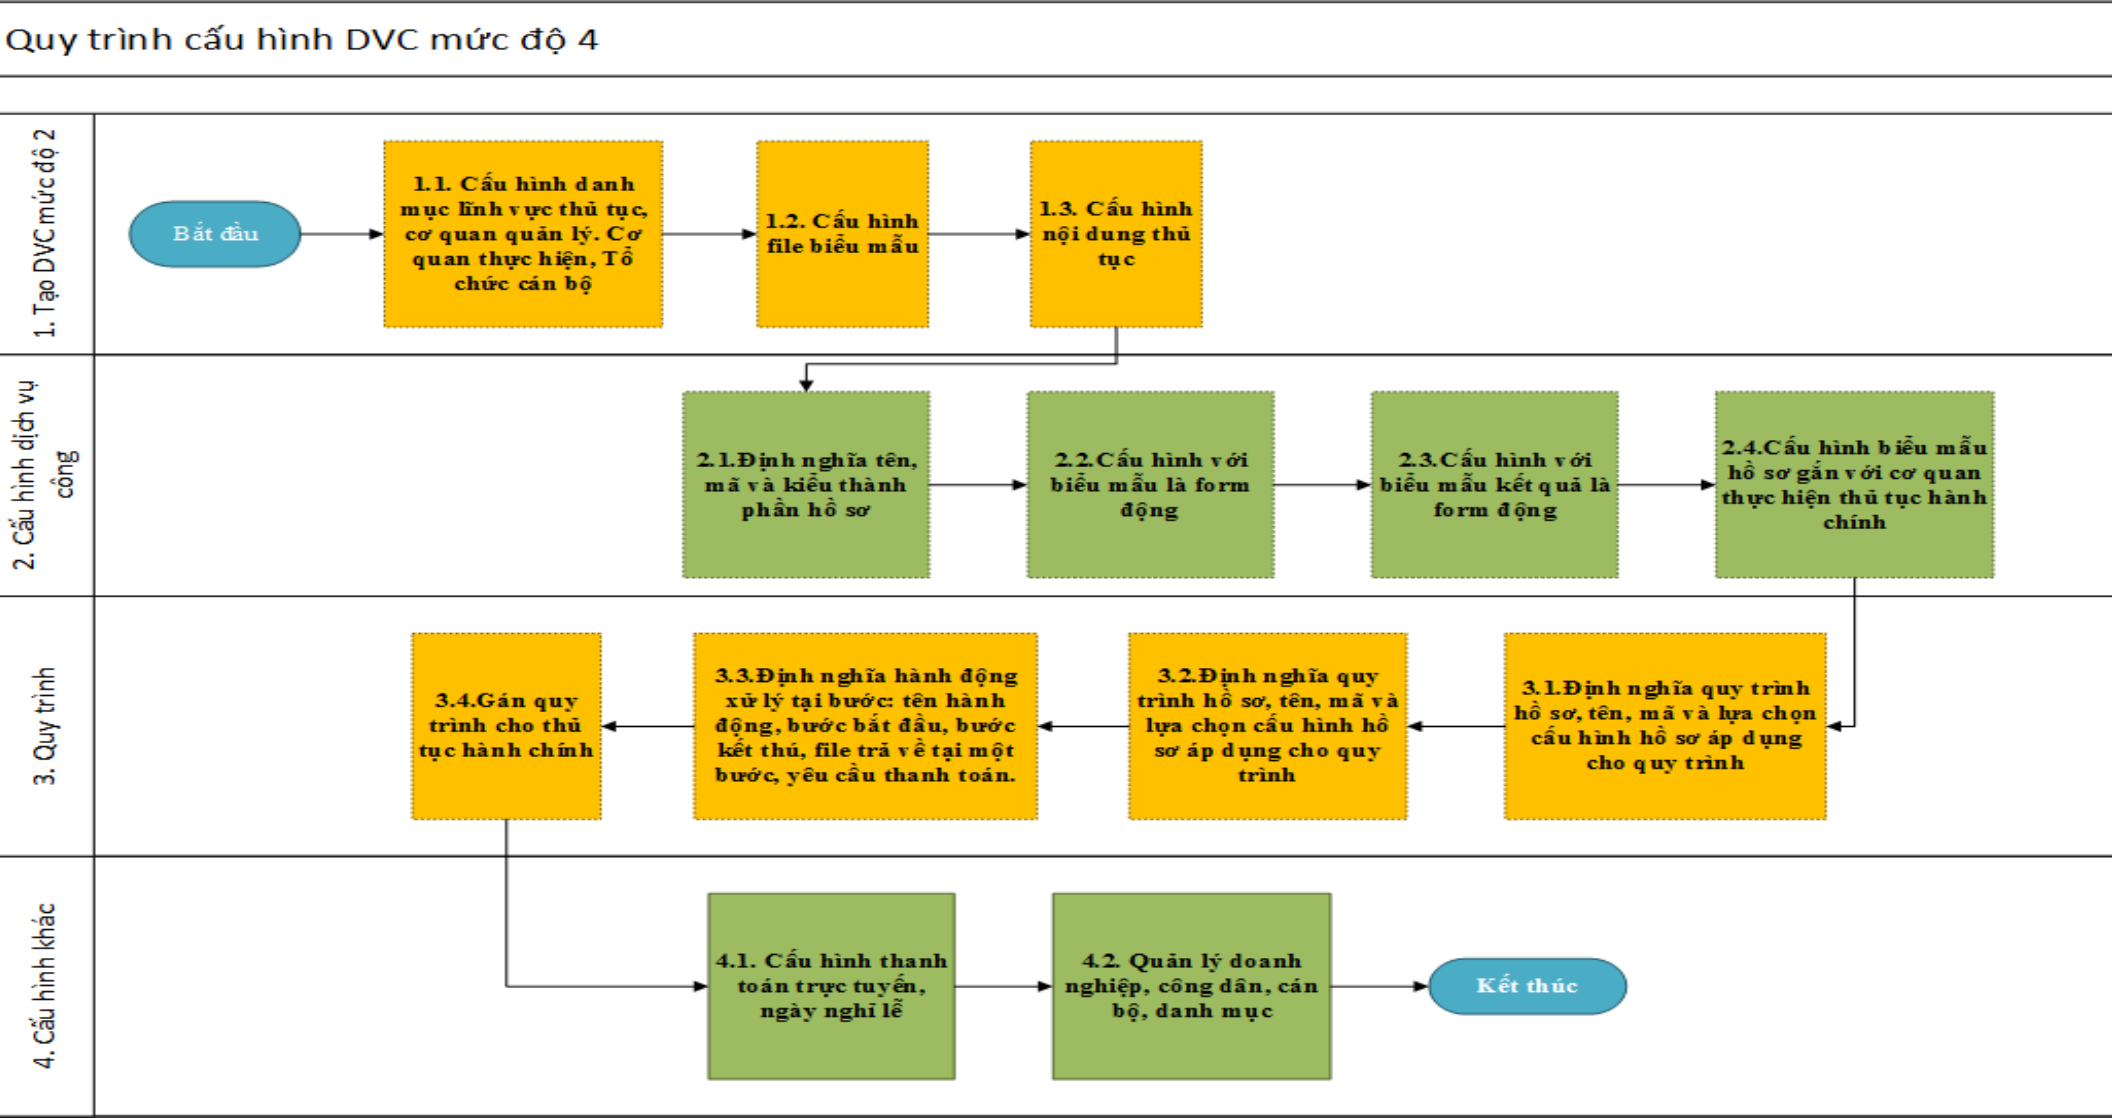 Quy trình cấu hình DVC mức độ 4
1. Tạo DVC mức độ 2
Bắt đầu
1.1. Cấu hình danh
mục lĩnh vực thủ tục,
cơ quan quản lý. Cơ
quan thực hiện, Tổ
chức cán bộ
1.2. Cấu hình
file biểu mẫu
1.3. Cấu hình
nội dung thủ
tục
2. Cấu hình dịch vụ
công
2.1.Định nghĩa tên,
mã và kiểu thành
phần hồ sơ
2.2.Cấu hình với
biểu mẫu là form
động
2.3.Cấu hình với
biểu mẫu kết quả là
form động
2.4.Cấu hình biểu mẫu
hồ sơ gắn với cơ quan
thực hiện thủ tục hành
chính
3. Quy trình
3.4.Gán quy
trình cho thủ
tục hành chính
3.3.Định nghĩa hành động
xử lý tại bước: tên hành
động, bước bắt đầu, bước
kết thú, file trả về tại một
bước, yêu cầu thanh toán.
3.2.Định nghĩa quy
trình hồ sơ, tên, mã và
lựa chọn cấu hình hồ
sơ áp dụng cho quy
trình
3.1.Định nghĩa quy trình
hồ sơ, tên, mã và lựa chọn
cấu hình hồ sơ áp dụng
cho quy trình
4. Cấu hình khác
4.1. Cấu hình thanh
toán trực tuyến,
ngày nghỉ lễ
4.2. Quản lý doanh
nghiệp, công dân, cán
bộ, danh mục
Kết thúc